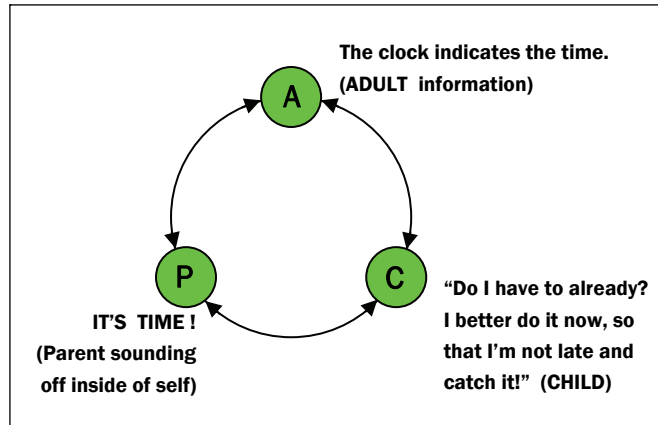 The clock indicates the time.
(ADULT information)
A
P
C
IT'S TIME !
(Parent sounding
off inside of self)
“Do I have to already?
I better do it now, so
that I'm not late and
catch it!” (CHILD)